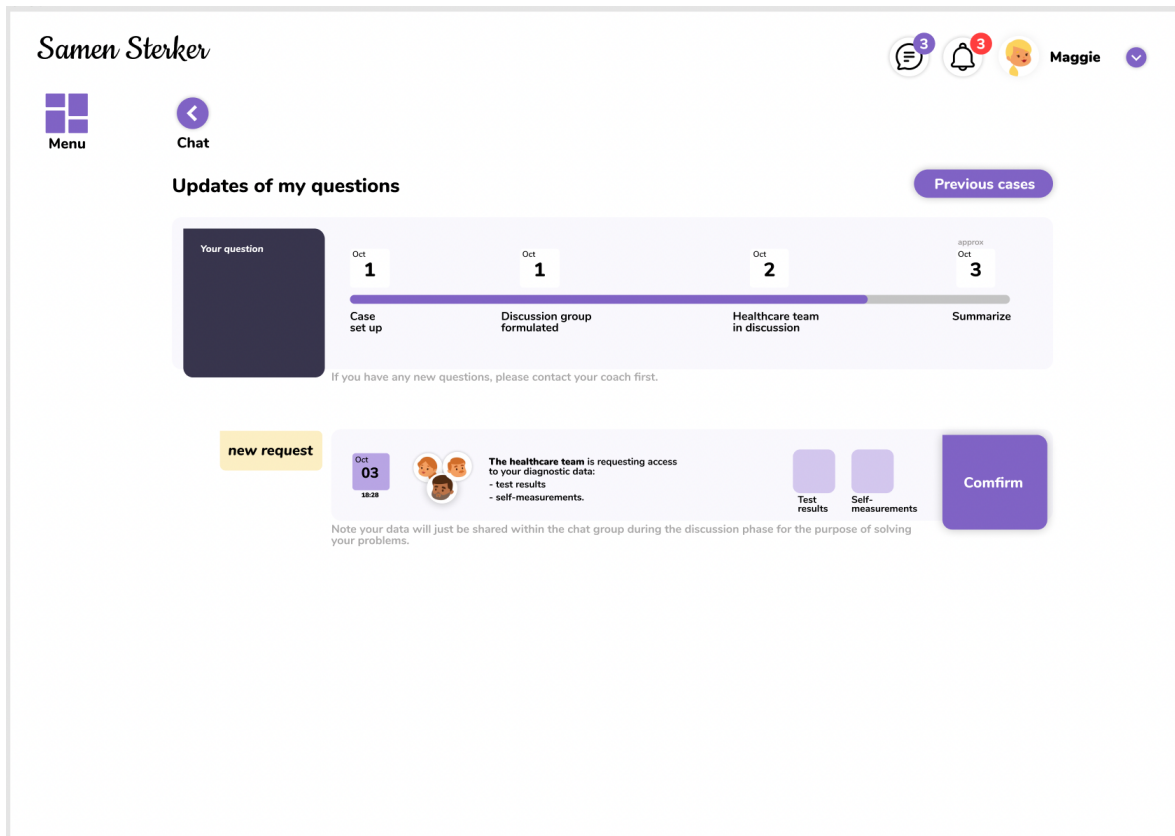 Samen Sterker
3
3
Maggie
Menu
Chat
Updates of my questions
Previous cases
Your question
Oct
1
Oct
1
Oct
2
approx
Oct
3
Case
set up
Discussion group
formulated
Healthcare team
in discussion
Summarize
If you have any new questions, please contact your coach first.
new request
Oct
03
18:28
The healthcare team is requesting access
to your diagnostic data:
- test results
- self-measurements.
Test
results
Self-
measurements
Comfirm
Note your data will just be shared within the chat group during the discussion phase for the purpose of solving
your problems.